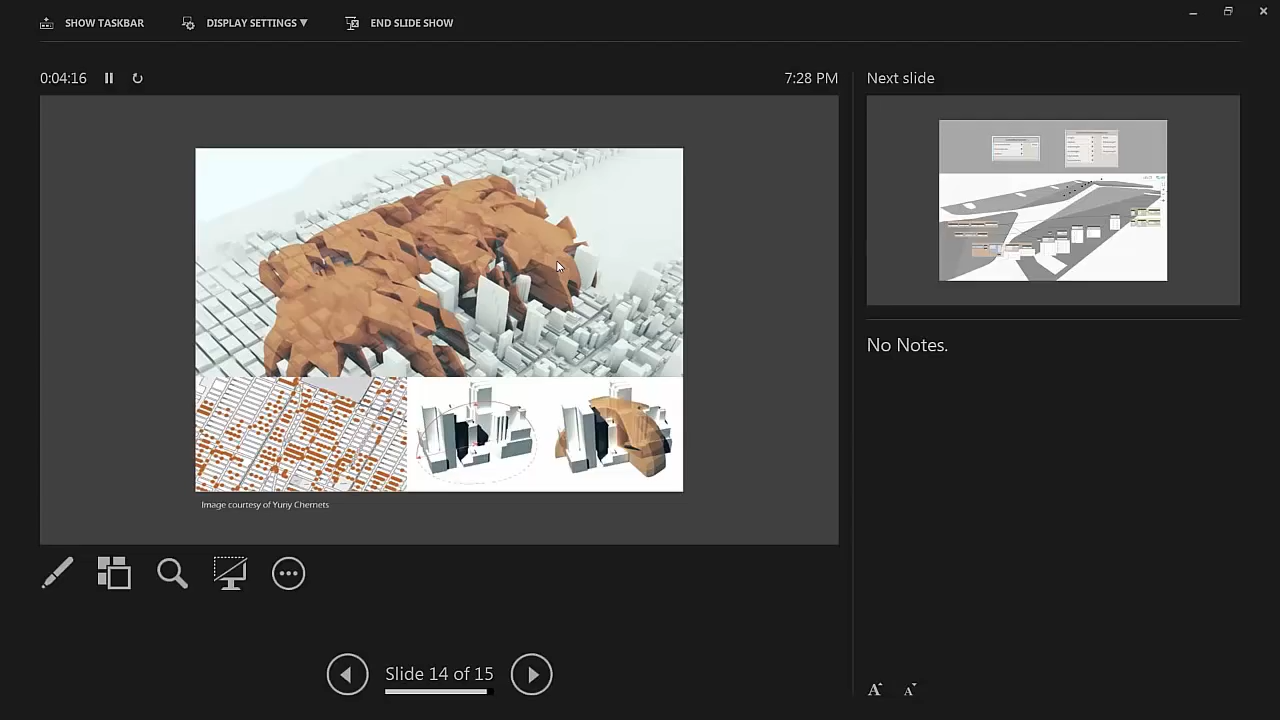 SHOW TASKBAR
DISPLAY SETTINGS ▼
END SLIDE SHOW
0:04:16
7:28 PM
Next slide
No Notes.
Image courtesy of Yuny Chernets
Slide 14 of 15
A
A